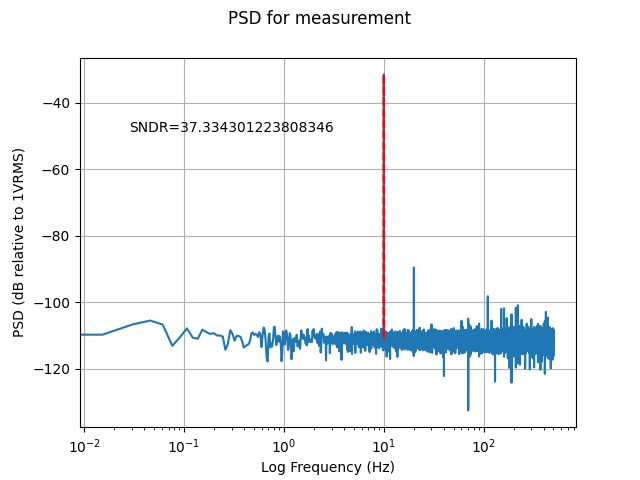 PSD for measurement
SNDR=37.334301223808346
PSD (dB relative to 1VRMS)
−40
−60
−80
−100
−120
10⁻² 10⁻¹ 10⁰ 10¹ 10²
Log Frequency (Hz)